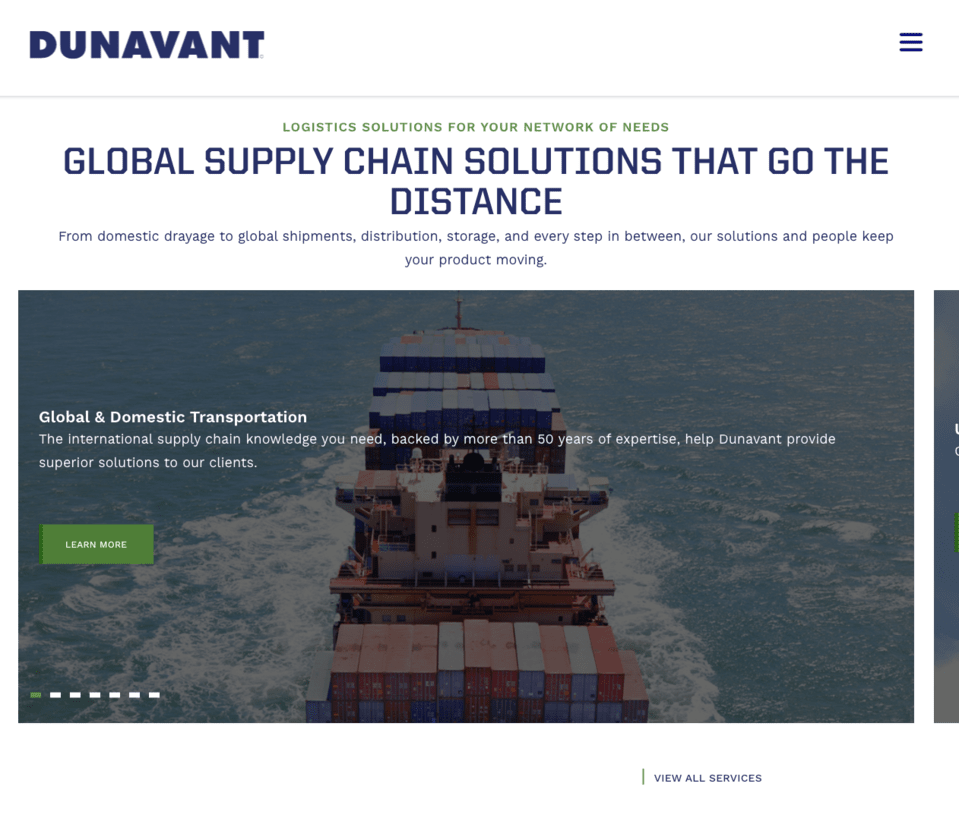 DUNAVANT
LOGISTICS SOLUTIONS FOR YOUR NETWORK OF NEEDS
GLOBAL SUPPLY CHAIN SOLUTIONS THAT GO THE
DISTANCE
From domestic drayage to global shipments, distribution, storage, and every step in between, our solutions and people keep
your product moving.
Global & Domestic Transportation
The international supply chain knowledge you need, backed by more than 50 years of expertise, help Dunavant provide
superior solutions to our clients.
LEARN MORE
VIEW ALL SERVICES